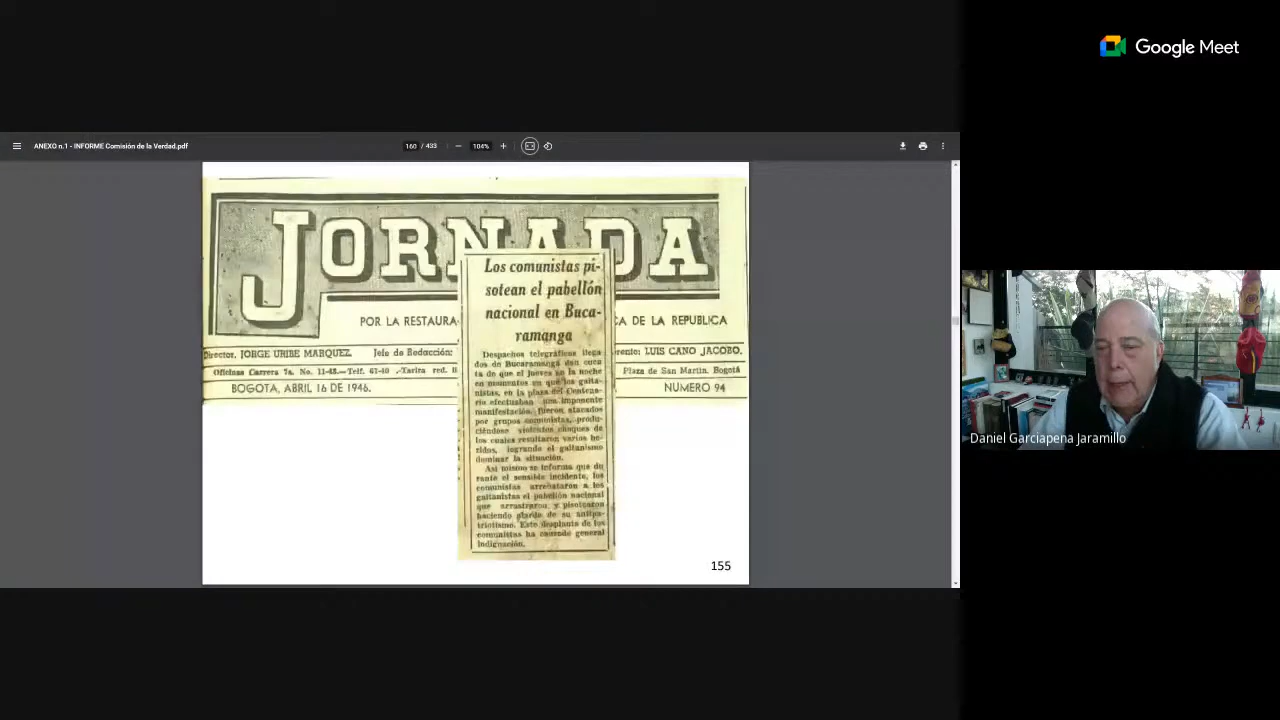 Google Meet
ANEXO n.1 - INFORME Comisión de la Verdad.pdf
160 / 433
104%
JORNADA
POR LA RESTAURA
CA DE LA REPUBLICA
Director, JORGE URIBE MARQUEZ. Jefe de Redacción:
rente: LUIS CANO JACOBO.
Oficinas Carrera 7a. No. 11-48.—Telf. 61-40 .-Tarifa red.
Plaza de San Martín. Bogotá
BOGOTA, ABRIL 16 DE 1946.
NUMERO 94
Los comunistas pi-
sotean el pabellón
nacional en Buca-
ramanga
Despachos telegráficos llega
dos de Bucaramanga dan cuen
ta de que el jueves en la noche
en momentos en que los gaita-
nistas, en la plaza del Centena-
rio efectuaban una imponente
manifestación, fueron atacados
por grupos comunistas, produ-
ciéndose violentos choques de
los cuales resultaron varios he-
ridos, logrando el gaitanismo
dominar la situación.
Así mismo se informa que du
rante el sensible incidente, los
comunistas arrebataron a los
gaitanistas el pabellón nacional
que arrastraron y pisotearon
haciendo alarde de su antipa-
triotismo. Este desplante de los
comunistas ha causado general
indignación.
155
Daniel Garciapena Jaramillo